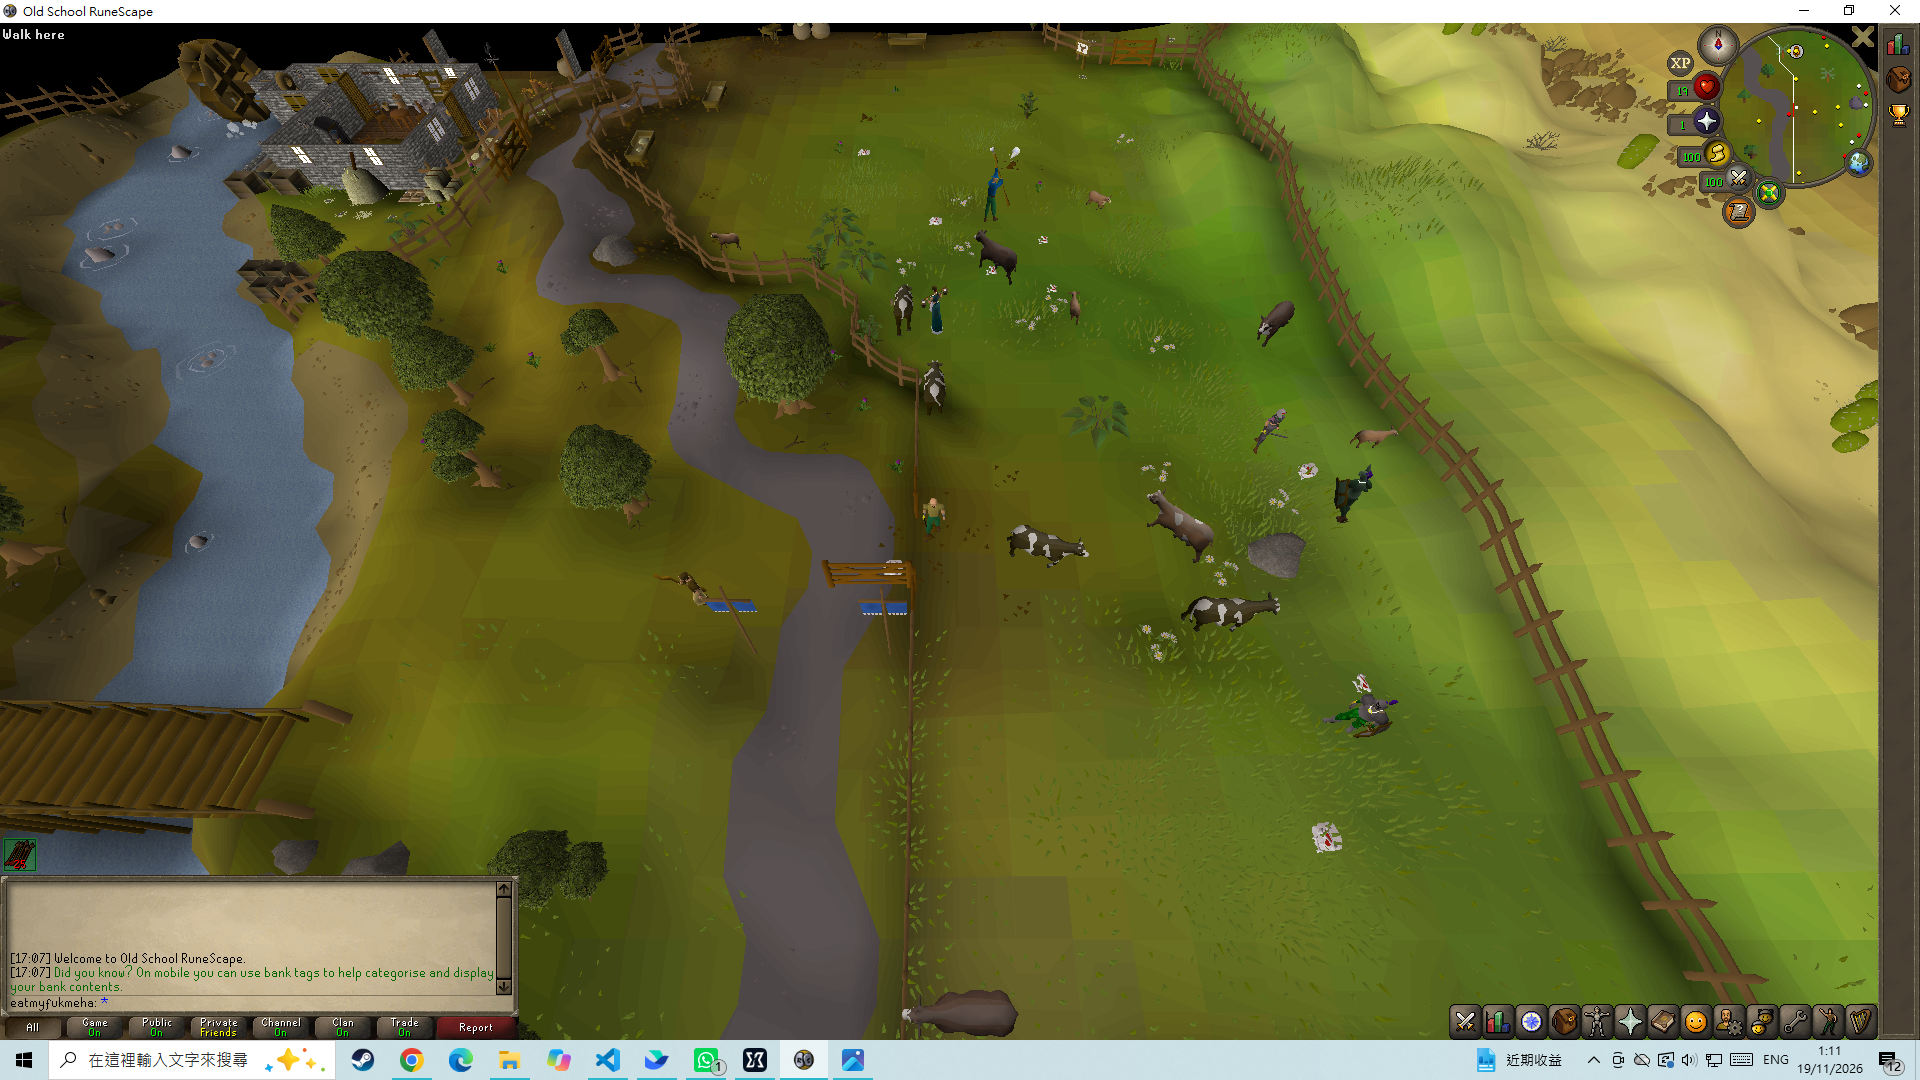 Old School RuneScape
Walk here
N
XP
19
1
100
100
25
[17:07] Welcome to Old School RuneScape.
[17:07] Did you know? On mobile you can use bank tags to help categorise and display
your bank contents.
eatmyfukmeha: *
All
Game
On
Public
On
Private
Friends
Channel
On
Clan
On
Trade
On
Report
在這裡輸入文字來搜尋
1
近期收益
ENG
1:11
19/11/2026
12